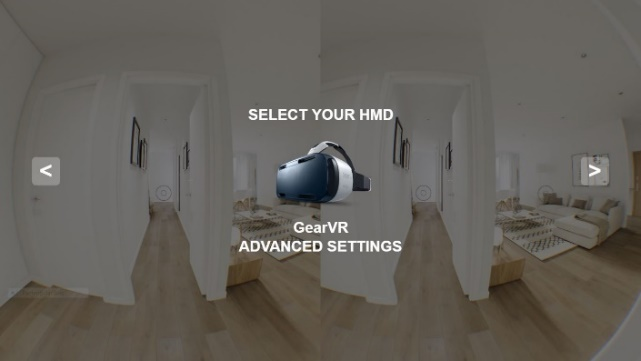 SELECT YOUR HMD
<
>
GearVR
ADVANCED SETTINGS